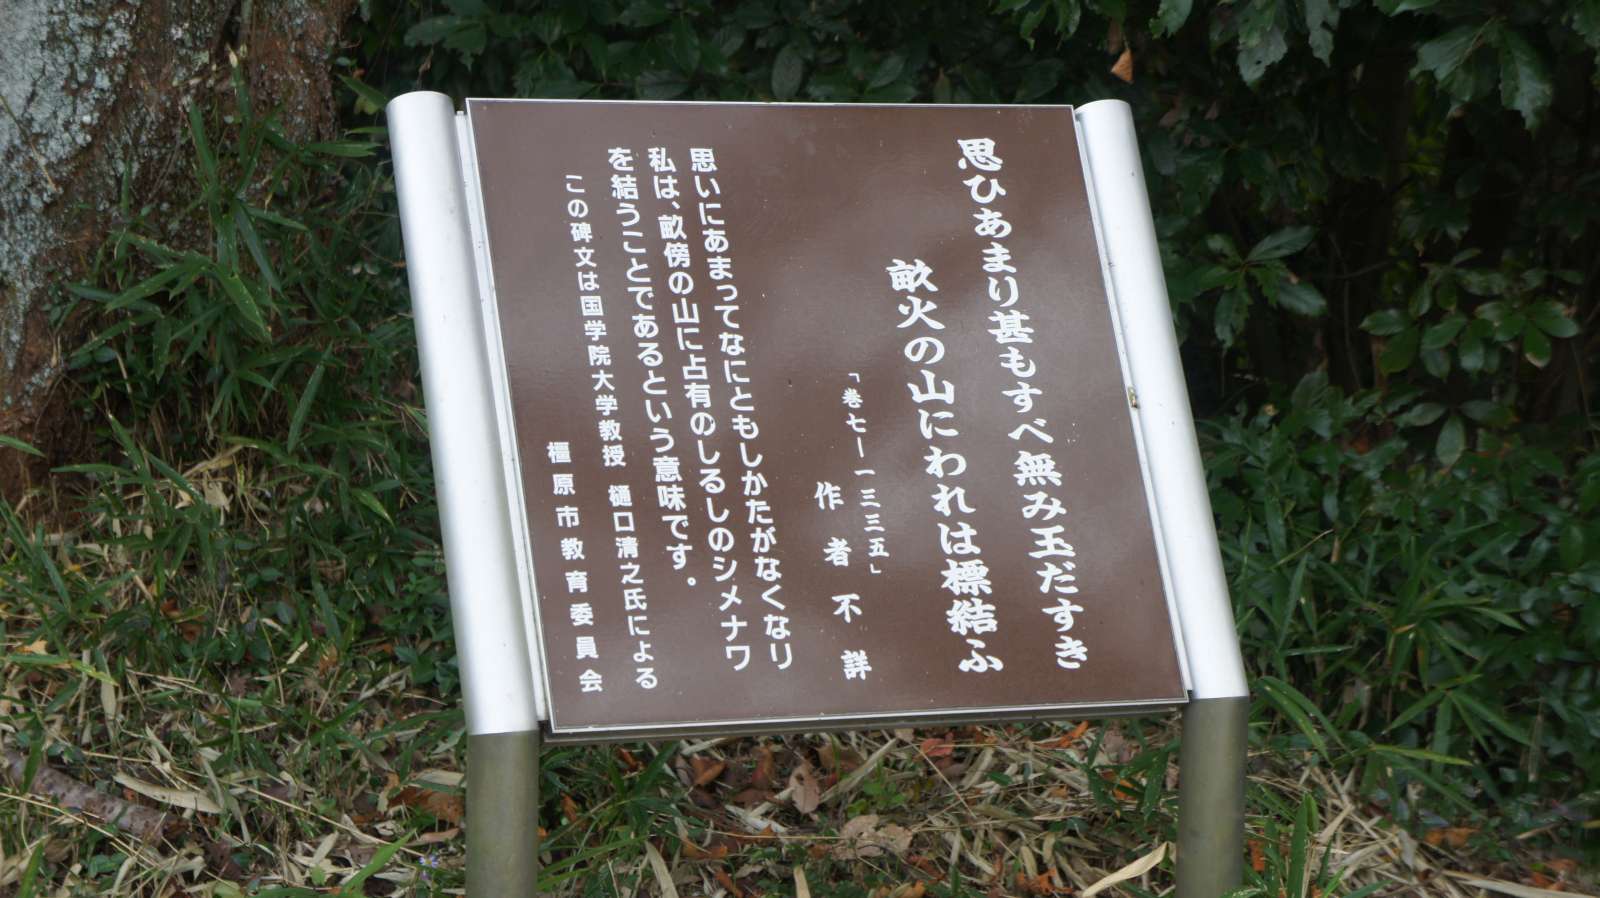 思ひあまり甚もすべ無み玉だすき
畝火の山にわれは標結ふ
「巻七ー一三三五」
作者不詳
思いにあまってなにともしかたがなくなり
私は、畝傍の山に占有のしるしのシメナワ
を結うことであるという意味です。
この碑文は国学院大学教授 樋口清之氏による
橿原市教育委員会